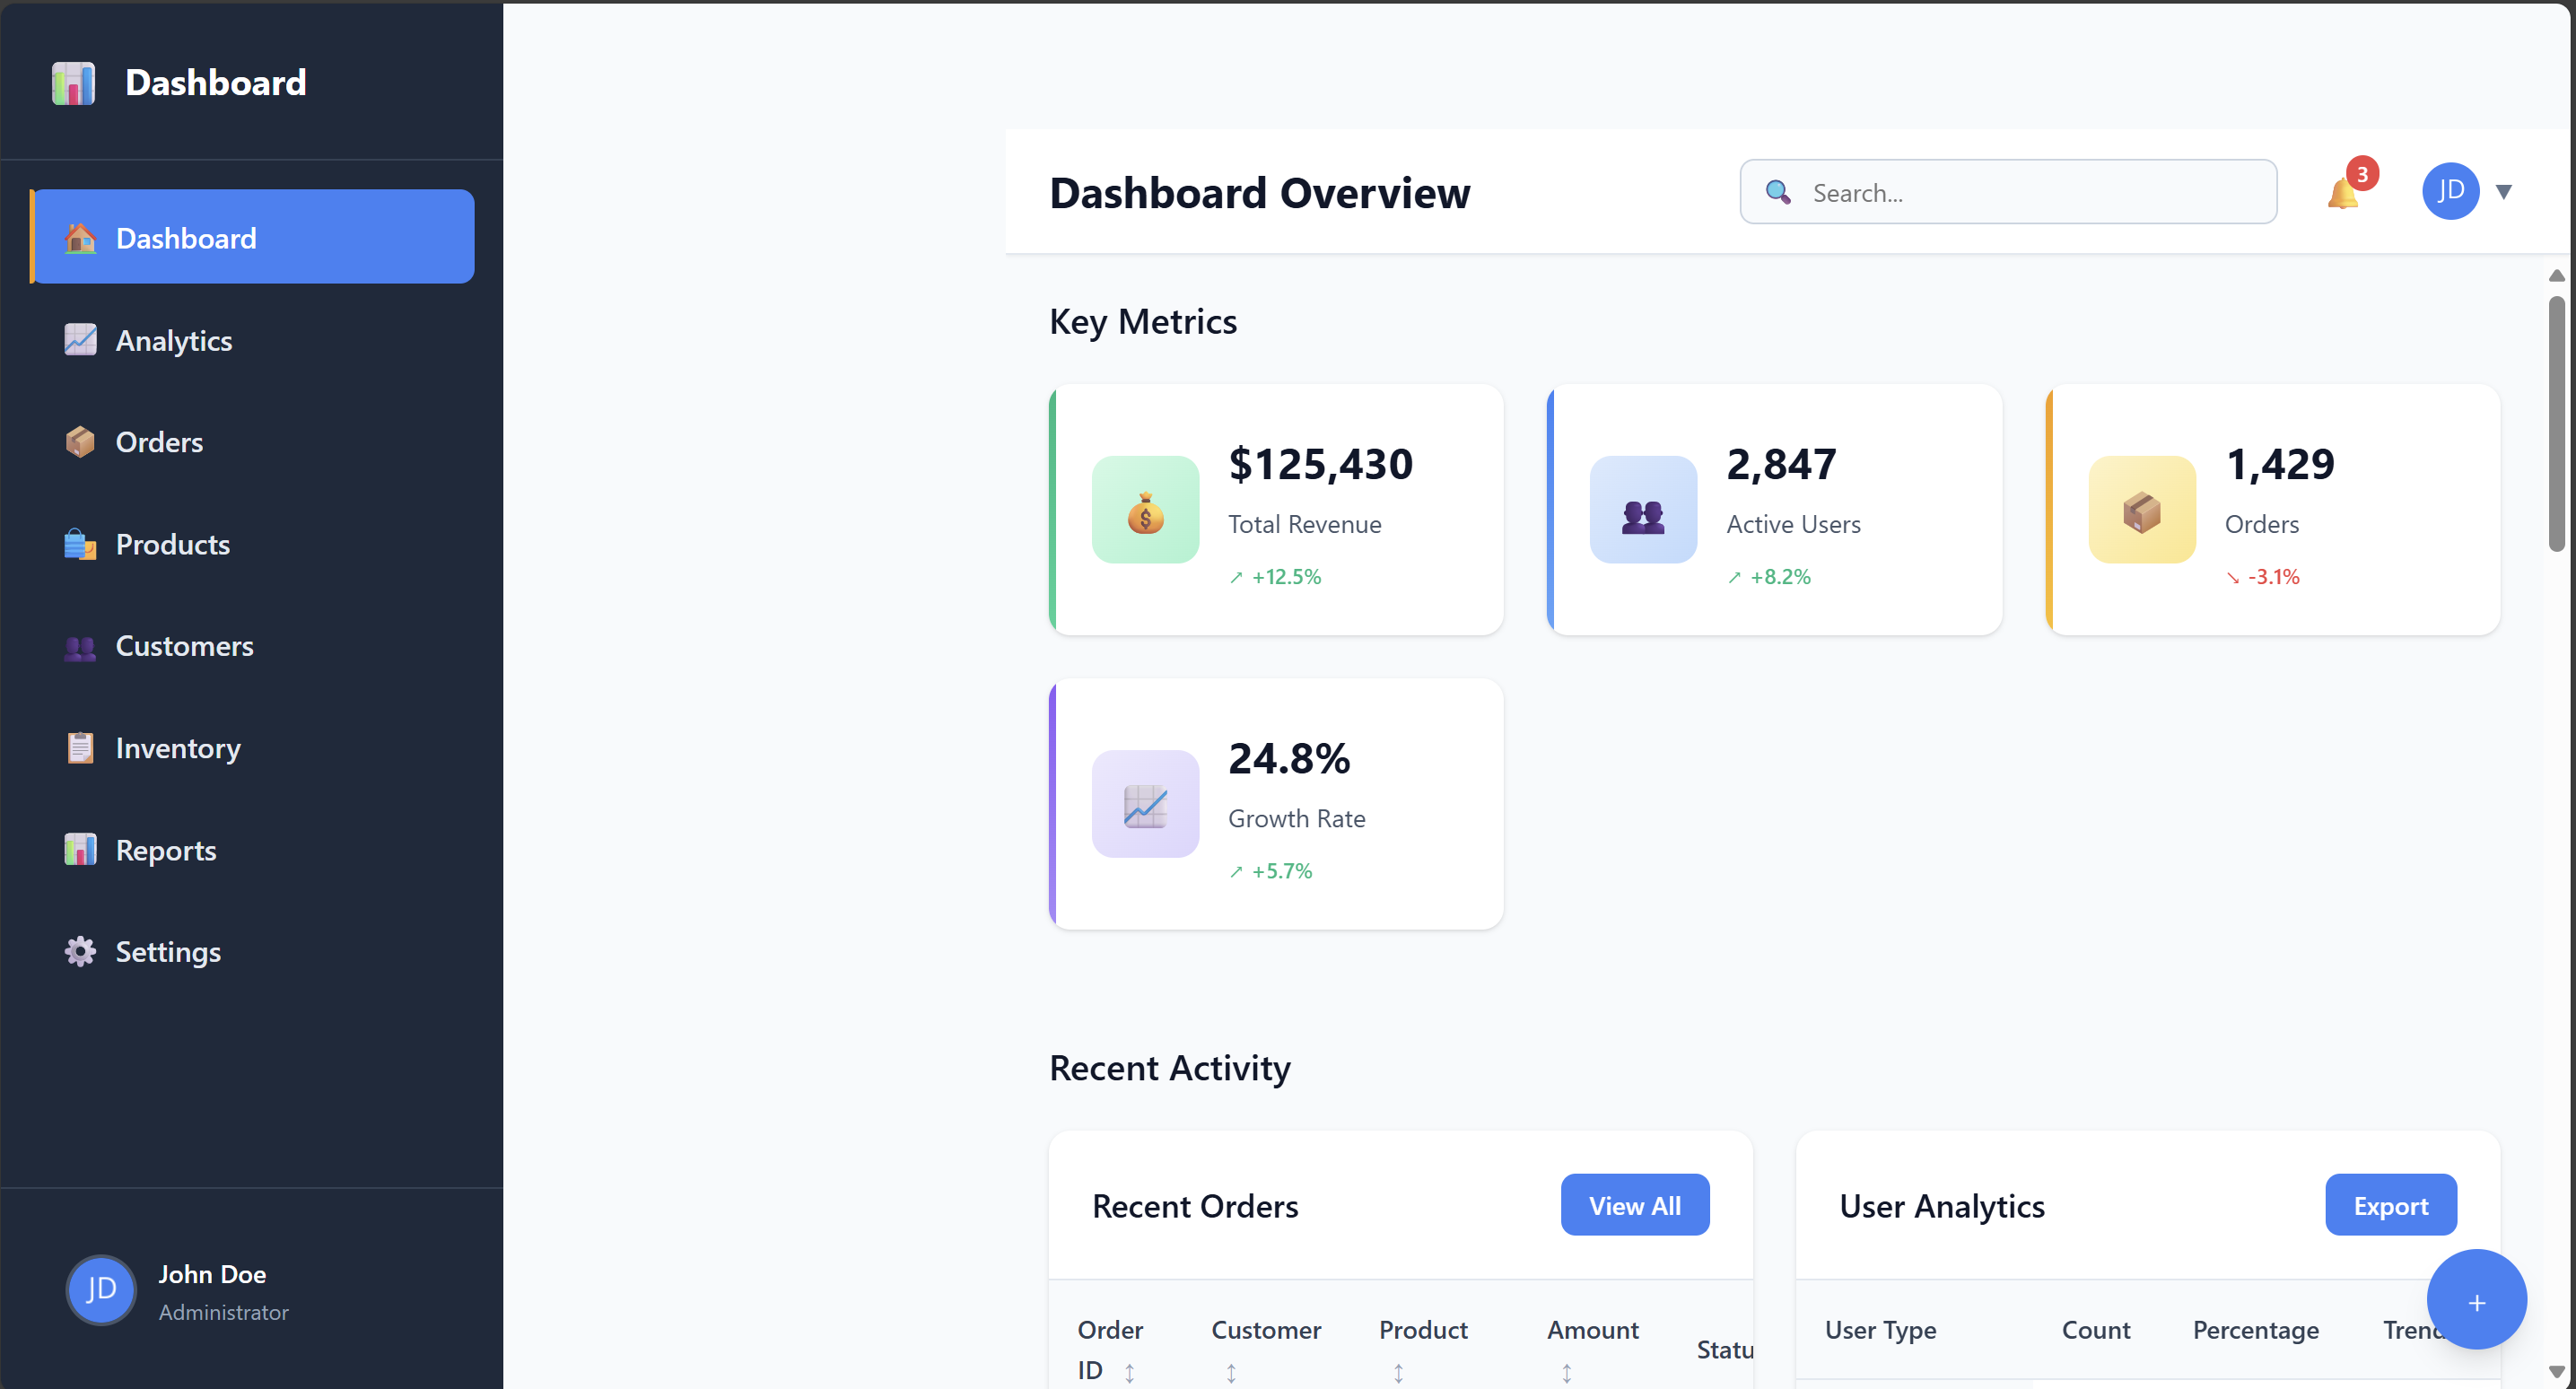 Dashboard
Dashboard
Analytics
Orders
Products
Customers
Inventory
Reports
Settings
JD
John Doe
Administrator
Dashboard Overview
Search...
3
JD
Key Metrics
$125,430
Total Revenue
↗ +12.5%
2,847
Active Users
↗ +8.2%
1,429
Orders
↘ -3.1%
24.8%
Growth Rate
↗ +5.7%
Recent Activity
Recent Orders
View All
Order
ID ↕
Customer
↕
Product
↕
Amount
↕
Statu
User Analytics
Export
User Type
Count
Percentage
Trend
+